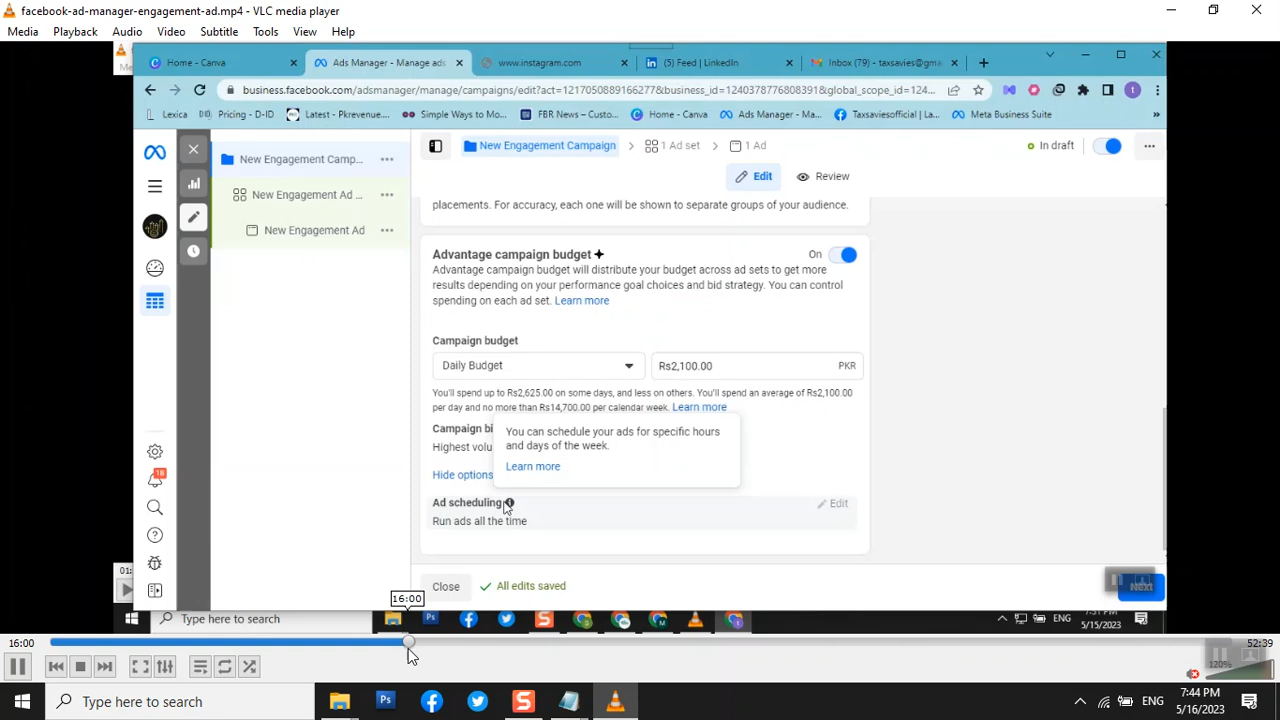 facebook-ad-manager-engagement-ad.mp4 - VLC media player
Media Playback Audio Video Subtitle Tools View Help
Home - Canva
Ads Manager - Manage ads
www.instagram.com
(5) Feed | LinkedIn
Inbox (79) - taxsavies@gma
business.facebook.com/adsmanager/manage/campaigns/edit?act=1217050889166277&business_id=1240378776808391&global_scope_id=124...
t
Lexica
Pricing - D-ID
Latest - Pkrevenue...
Simple Ways to Mo...
FBR News – Custo...
Home - Canva
Ads Manager - Ma...
Taxsaviesofficial | La...
Meta Business Suite
New Engagement Camp...
New Engagement Ad ...
New Engagement Ad
New Engagement Campaign
1 Ad set
1 Ad
In draft
Edit
Review
placements. For accuracy, each one will be shown to separate groups of your audience.
Advantage campaign budget
On
Advantage campaign budget will distribute your budget across ad sets to get more
results depending on your performance goal choices and bid strategy. You can control
spending on each ad set. Learn more
Campaign budget
Daily Budget
Rs2,100.00 PKR
You'll spend up to Rs2,625.00 on some days, and less on others. You'll spend an average of Rs2,100.00
per day and no more than Rs14,700.00 per calendar week. Learn more
Campaign bi
Highest volu
You can schedule your ads for specific hours
and days of the week.
Learn more
Hide options
Ad scheduling
Edit
Run ads all the time
18
Close
All edits saved
Next
01:
Type here to search
Ps
ENG
5/15/2023
16:00
16:00
52:39
120%
Type here to search
Ps
S
ENG
7:44 PM
5/16/2023